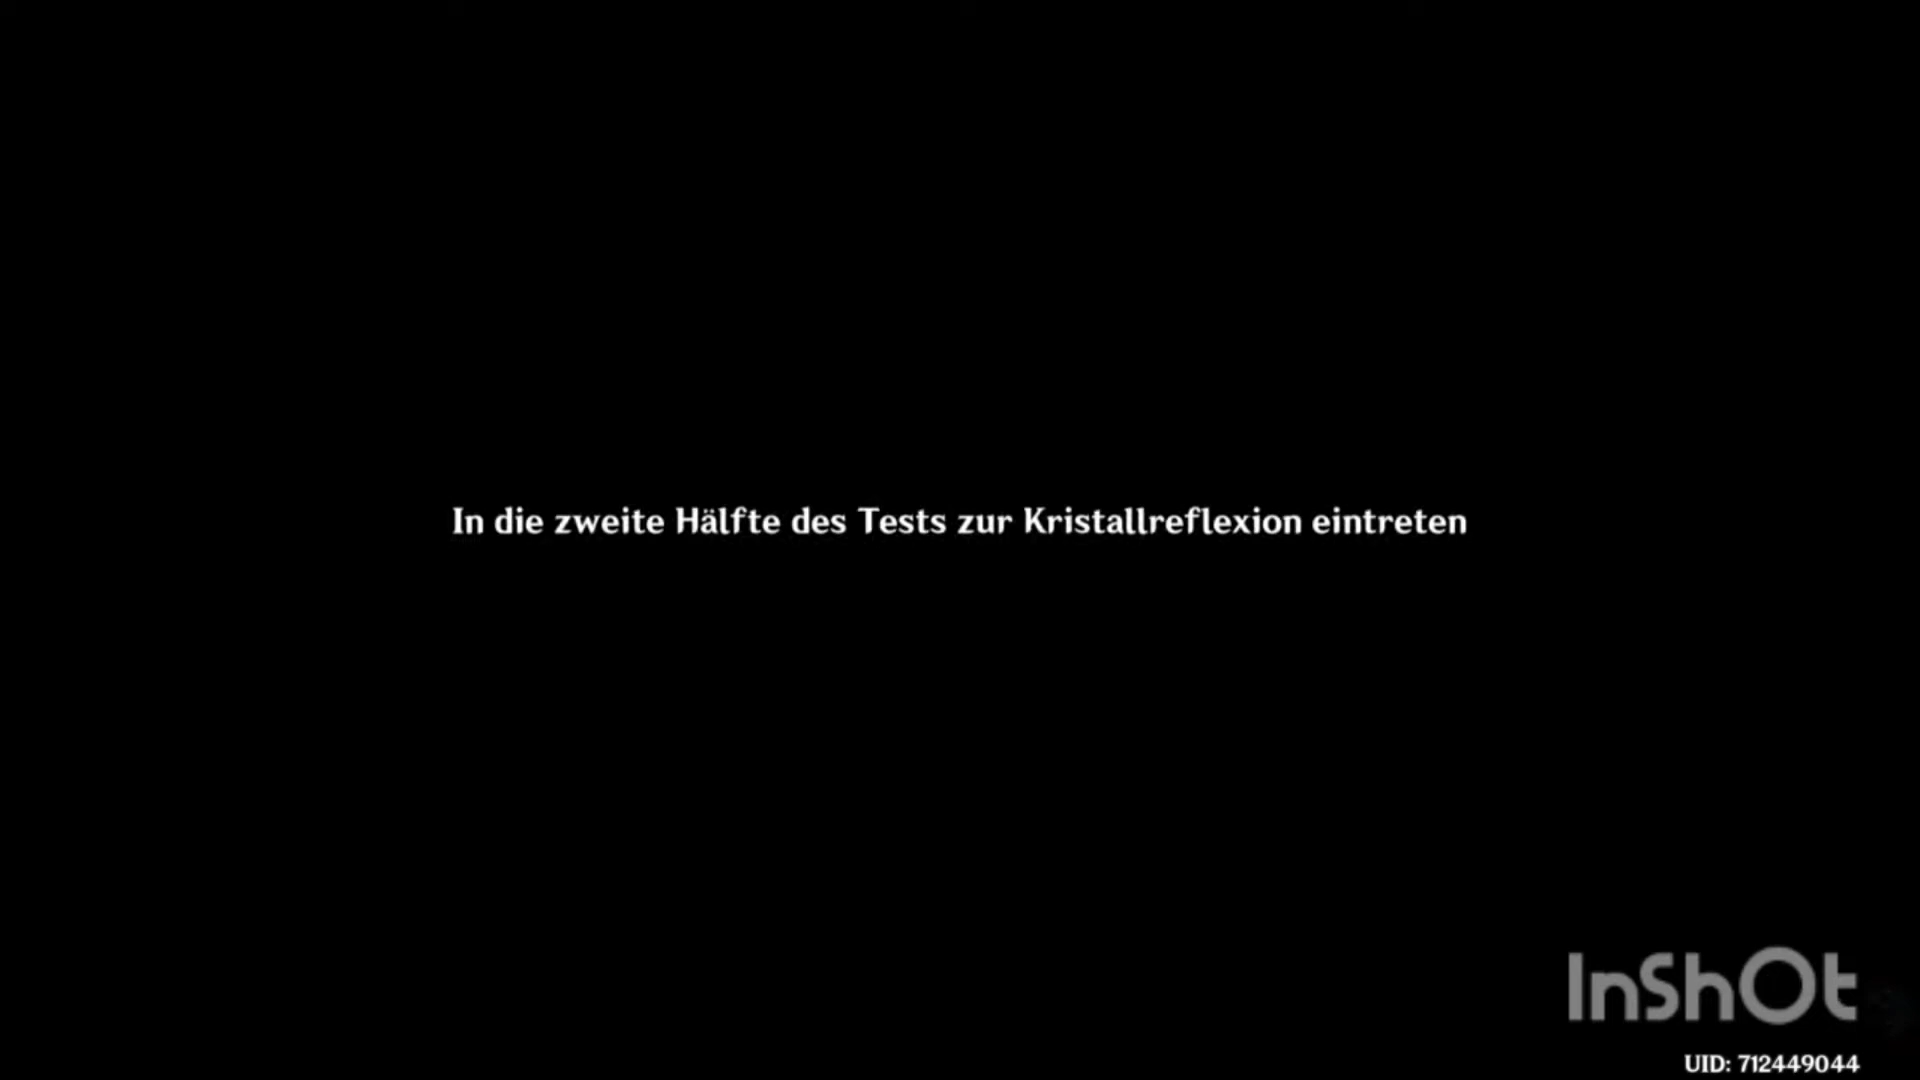 In die zweite Hälfte des Tests zur Kristallreflexion eintreten
InShOt
UID: 712449044